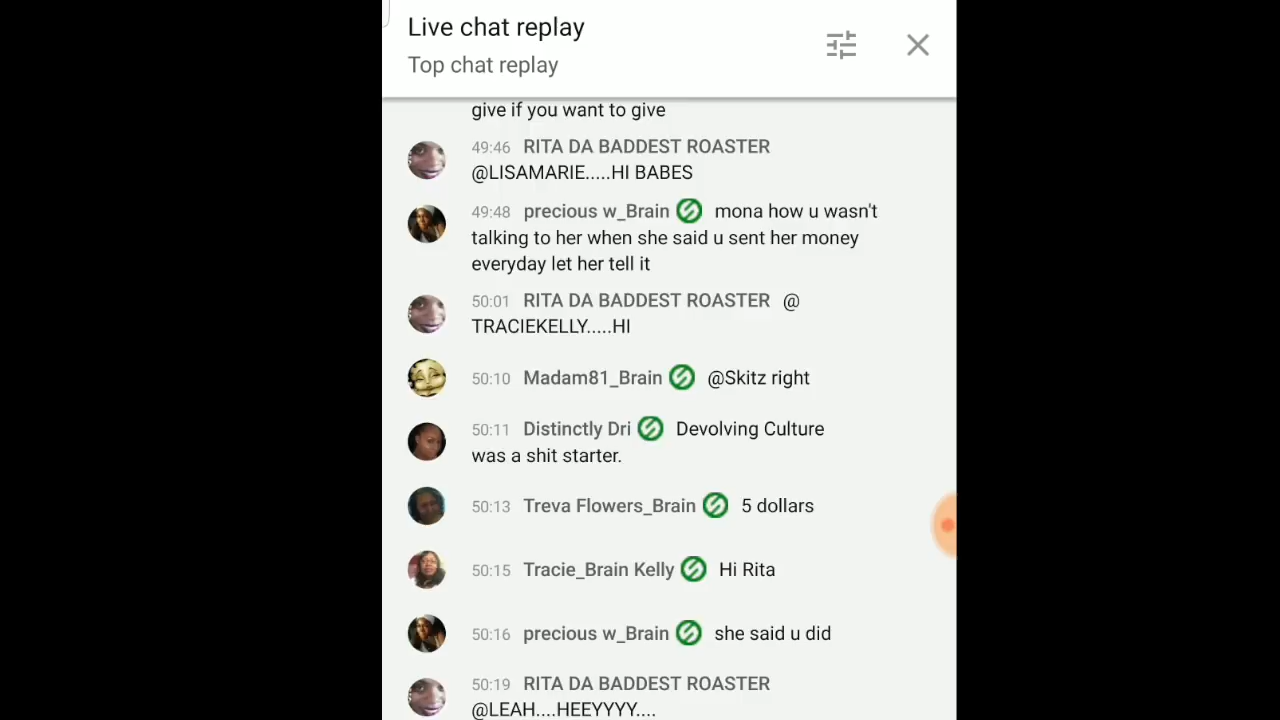 Live chat replay
Top chat replay
give if you want to give
49:46 RITA DA BADDEST ROASTER
@LISAMARIE.....HI BABES
49:48 precious w_Brain mona how u wasn't
talking to her when she said u sent her money
everyday let her tell it
50:01 RITA DA BADDEST ROASTER @
TRACIEKELLY.....HI
50:10 Madam81_Brain @Skitz right
50:11 Distinctly Dri Devolving Culture
was a shit starter.
50:13 Treva Flowers_Brain 5 dollars
50:15 Tracie_Brain Kelly Hi Rita
50:16 precious w_Brain she said u did
50:19 RITA DA BADDEST ROASTER
@LEAH....HEEYYYY....